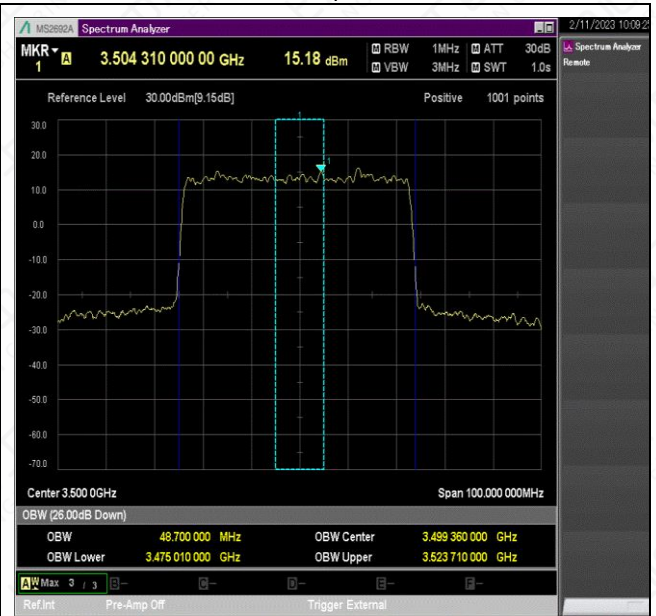 MS2692A Spectrum Analyzer 2/11/2023 10:09:2
MKR 1 A 3.504 310 000 00 GHz 15.18 dBm M RBW 1MHz M ATT 30dB
M VBW 3MHz M SWT 1.0s
Spectrum Analyzer
Remote
Reference Level 30.00dBm[9.15dB] Positive 1001 points
1
30.0
20.0
1
10.0
0.0
-10.0
-20.0
-30.0
-40.0
-50.0
-60.0
-70.0
Center 3.500 0GHz Span 100.000 000MHz
OBW (26.00dB Down)
OBW 48.700 000 MHz OBW Center 3.499 360 000 GHz
OBW Lower 3.475 010 000 GHz OBW Upper 3.523 710 000 GHz
A W Max 3 / 3 B- C- D- E- F-
Ref.Int Pre-Amp Off Trigger External